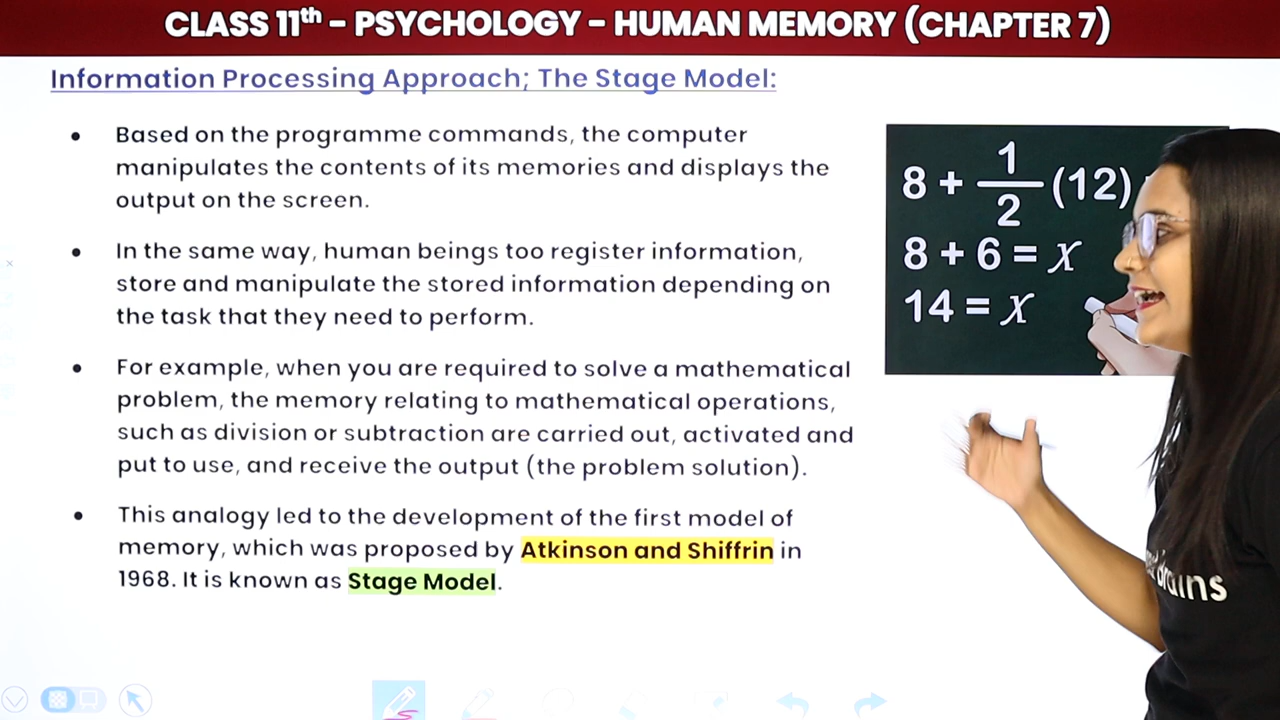 CLASS 11th - PSYCHOLOGY - HUMAN MEMORY (CHAPTER 7)
Information Processing Approach; The Stage Model:
• Based on the programme commands, the computer
manipulates the contents of its memories and displays the
output on the screen.
• In the same way, human beings too register information,
store and manipulate the stored information depending on
the task that they need to perform.
• For example, when you are required to solve a mathematical
problem, the memory relating to mathematical operations,
such as division or subtraction are carried out, activated and
put to use, and receive the output (the problem solution).
• This analogy led to the development of the first model of
memory, which was proposed by Atkinson and Shiffrin in
1968. It is known as Stage Model.
8 + 1/2 (12)
8 + 6 = x
14 = x
brains